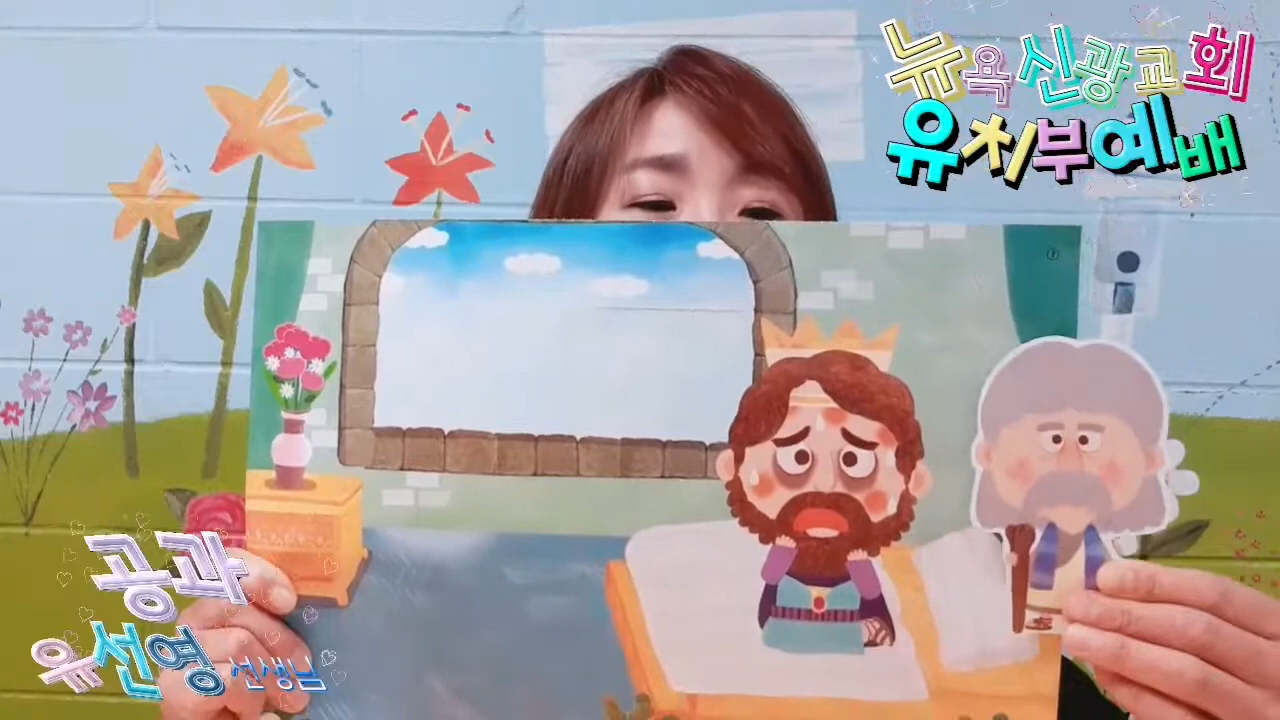 뉴욕신광교회
유치부예배
공과
유선영 선생님